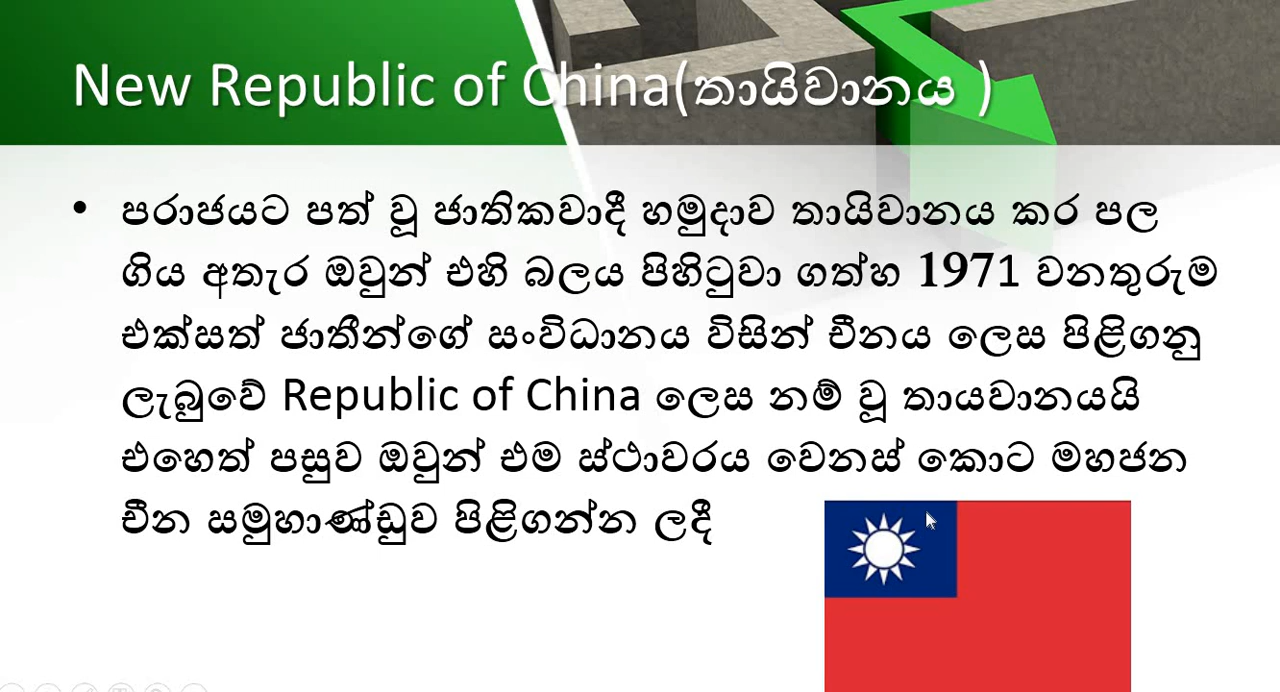 New Republic of China(තායිවානය )
• පරාජයට පත් වූ ජාතිකවාදී හමුදාව තායිවානය කර පල
ගිය අතැර ඔවුන් එහි බලය පිහිටුවා ගත්හ 1971 වනතුරුම
එක්සත් ජාතීන්ගේ සංවිධානය විසින් චීනය ලෙස පිළිගනු
ලැබුවේ Republic of China ලෙස නම් වූ තායවානයයි
එහෙත් පසුව ඔවුන් එම ස්ථාවරය වෙනස් කොට මහජන
චීන සමුහාණ්ඩුව පිළිගන්න ලදී